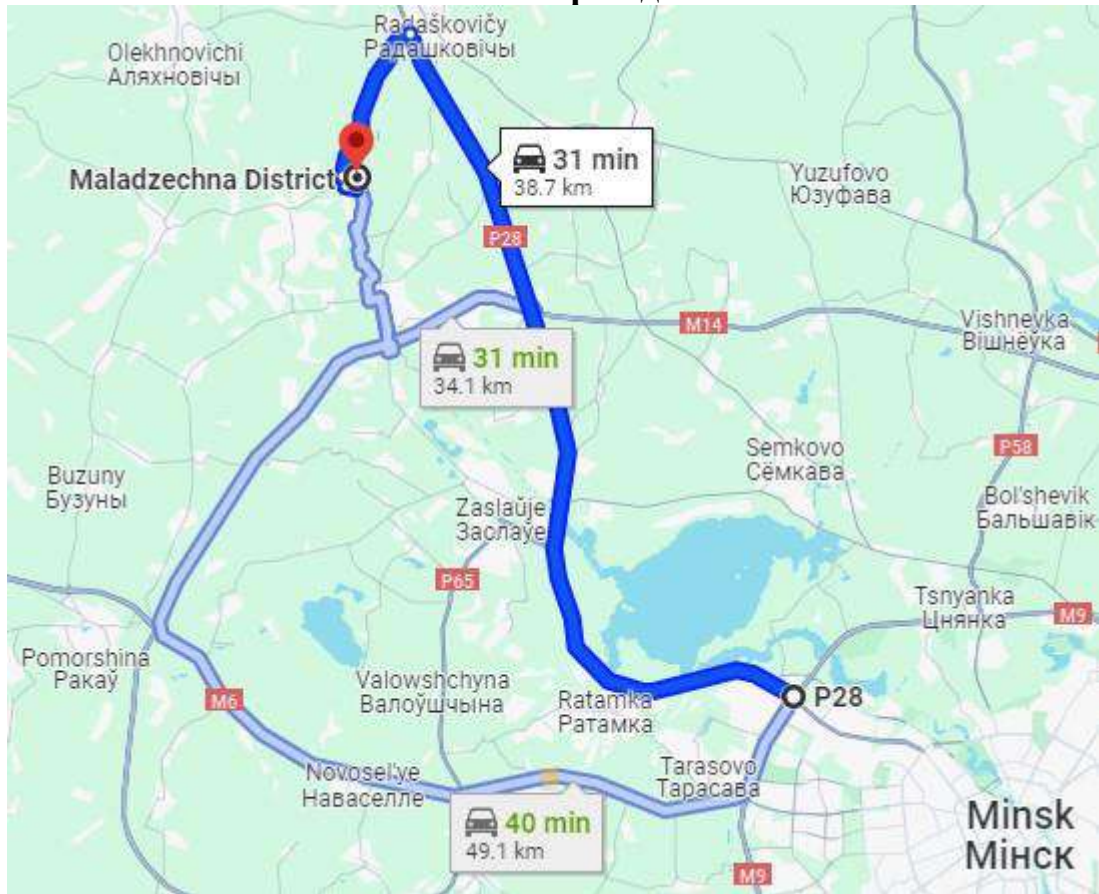 Radaškovičy
Радашковічы
Olekhnovichi
Аляхновічы
31 min
38.7 km
Maladzechna District
Yuzufovo
Юзуфава
P28
M14
Vishnevka
Вішнёўка
31 min
34.1 km
Semkovo
Сёмкава
P58
Buzuny
Бузуны
Bol'shevik
Бальшавік
Zaslaŭje
Заслаўе
P65
Tsnyanka
Цнянка
M9
Pomorshina
Ракаў
Valowshchyna
Валоўшчына
Ratamka
Ратамка
P28
M6
Tarasovo
Тарасава
Novosel'ye
Наваселле
40 min
49.1 km
Minsk
Мінск
M9